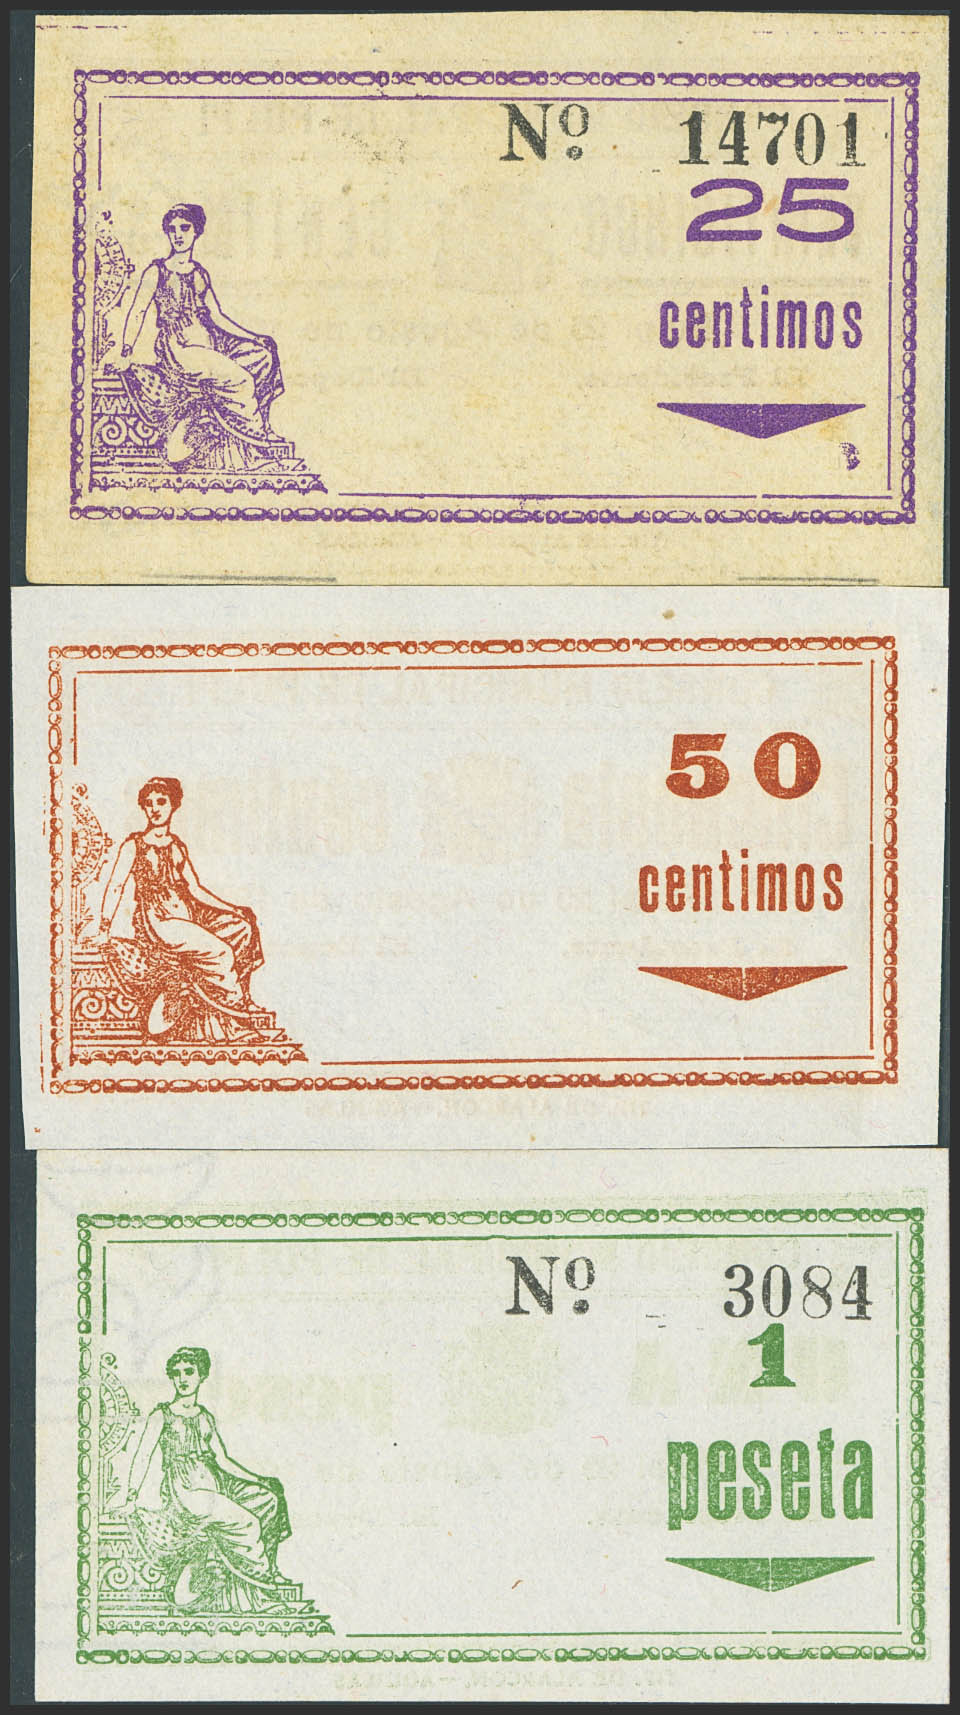 Nº. 14701
25
centimos
50
centimos
Nº. 3084
1
peseta